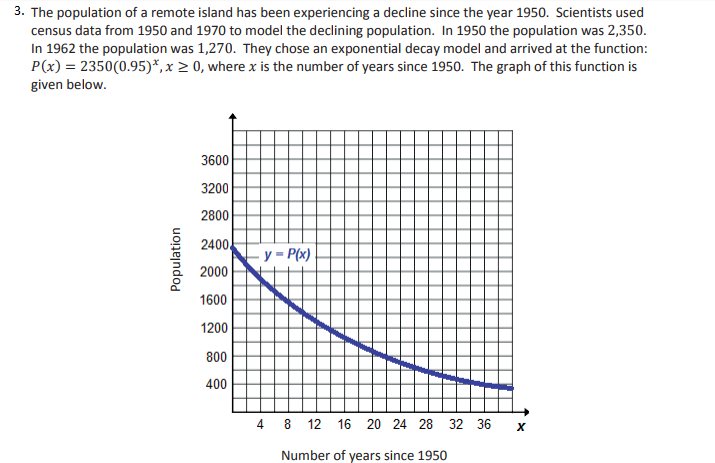 3. The population of a remote island has been experiencing a decline since the year 1950.  Scientists used
census data from 1950 and 1970 to model the declining population.  In 1950 the population was 2,350.
In 1962 the population was 1,270.  They chose an exponential decay model and arrived at the function:
P(x) = 2350(0.95)ˣ, x ≥ 0, where x is the number of years since 1950.  The graph of this function is
given below.
3600
3200
2800
2400
y = P(x)
2000
1600
1200
800
400
Population
4 8 12 16 20 24 28 32 36 x
Number of years since 1950